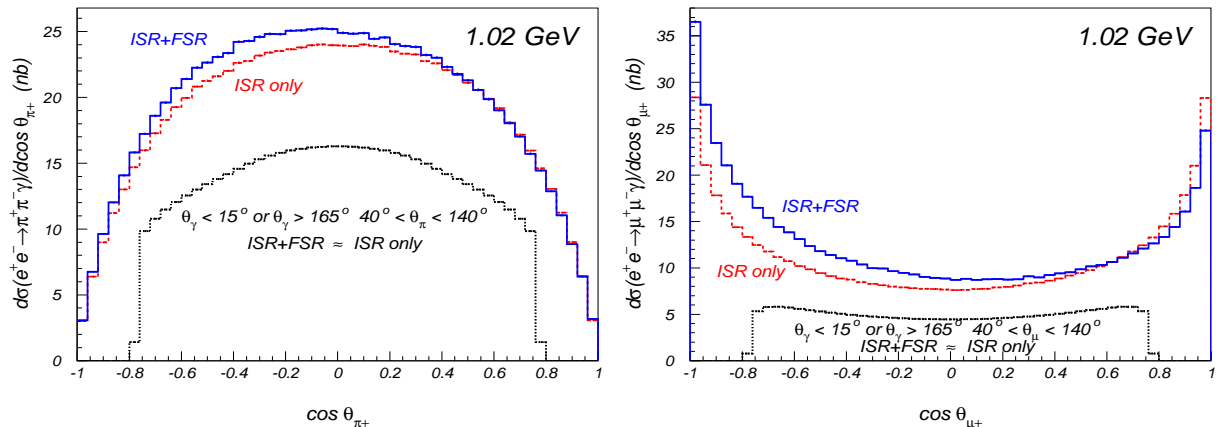 dσ(e⁺e⁻→π⁺π⁻γ)/dcos θπ+ (nb)
25
20
15
10
5
0
ISR+FSR
1.02 GeV
ISR only
θγ < 15° or θγ > 165° 40° < θπ < 140°
ISR+FSR ≈ ISR only
-1 -0.8 -0.6 -0.4 -0.2 0 0.2 0.4 0.6 0.8 1
cos θπ+
dσ(e⁺e⁻→μ⁺μ⁻γ)/dcos θμ+ (nb)
35
30
25
20
15
10
5
0
1.02 GeV
ISR+FSR
ISR only
θγ < 15° or θγ > 165° 40° < θμ < 140°
ISR+FSR ≈ ISR only
-1 -0.8 -0.6 -0.4 -0.2 0 0.2 0.4 0.6 0.8 1
cos θμ+